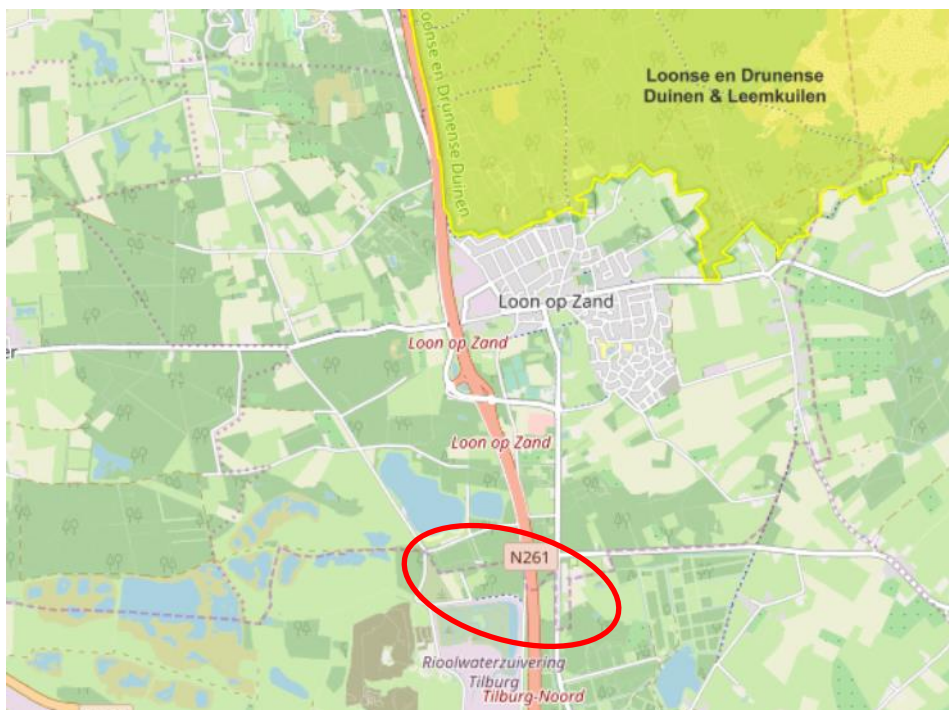 Loonse en Drunense Duinen
Loonse en Drunense
Duinen & Leemkuilen
Loon op Zand
Loon op Zand
er
Loon op Zand
N261
Rioolwaterzuivering
Tilburg
Tilburg-Noord